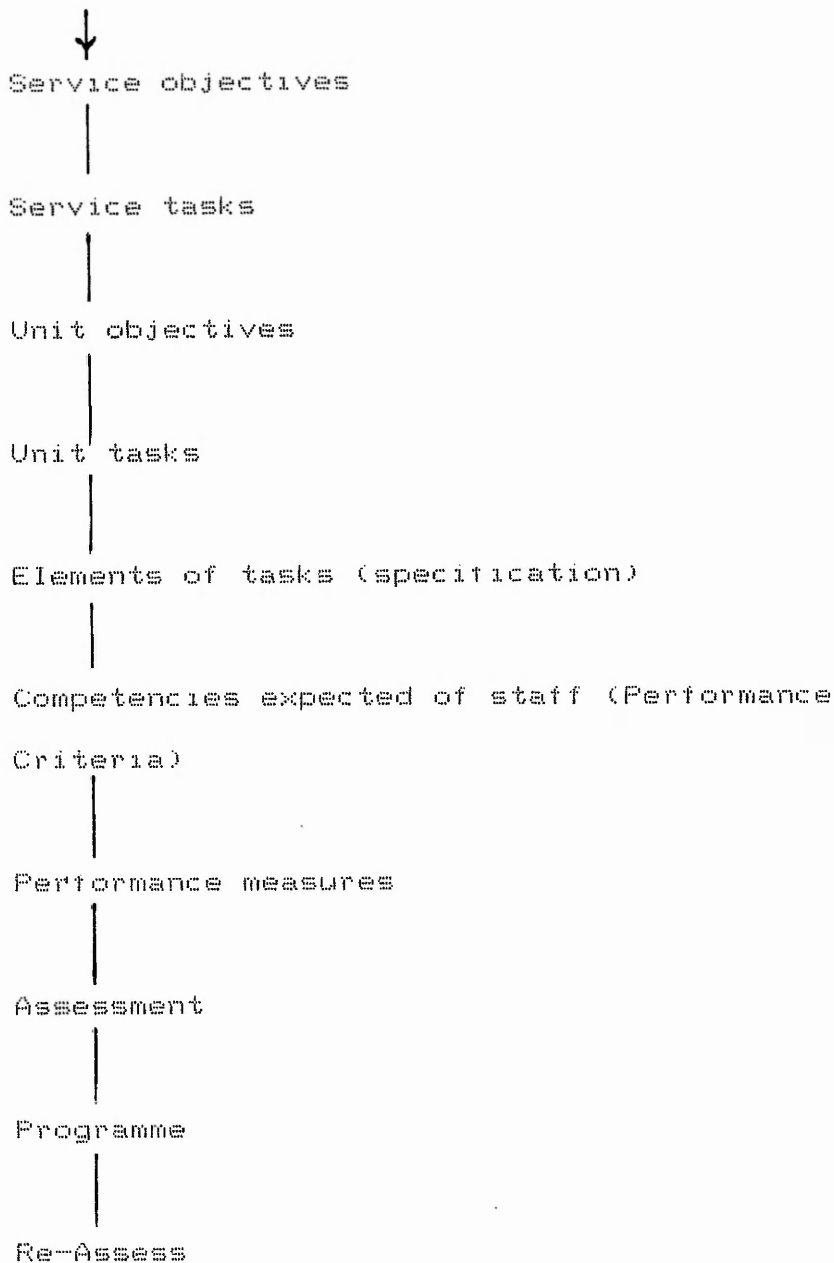 Service objectives
Service tasks
Unit objectives
Unit tasks
Elements of tasks (specification)
Competencies expected of staff (Performance
Criteria)
Performance measures
Assessment
Programme
Re-Assess